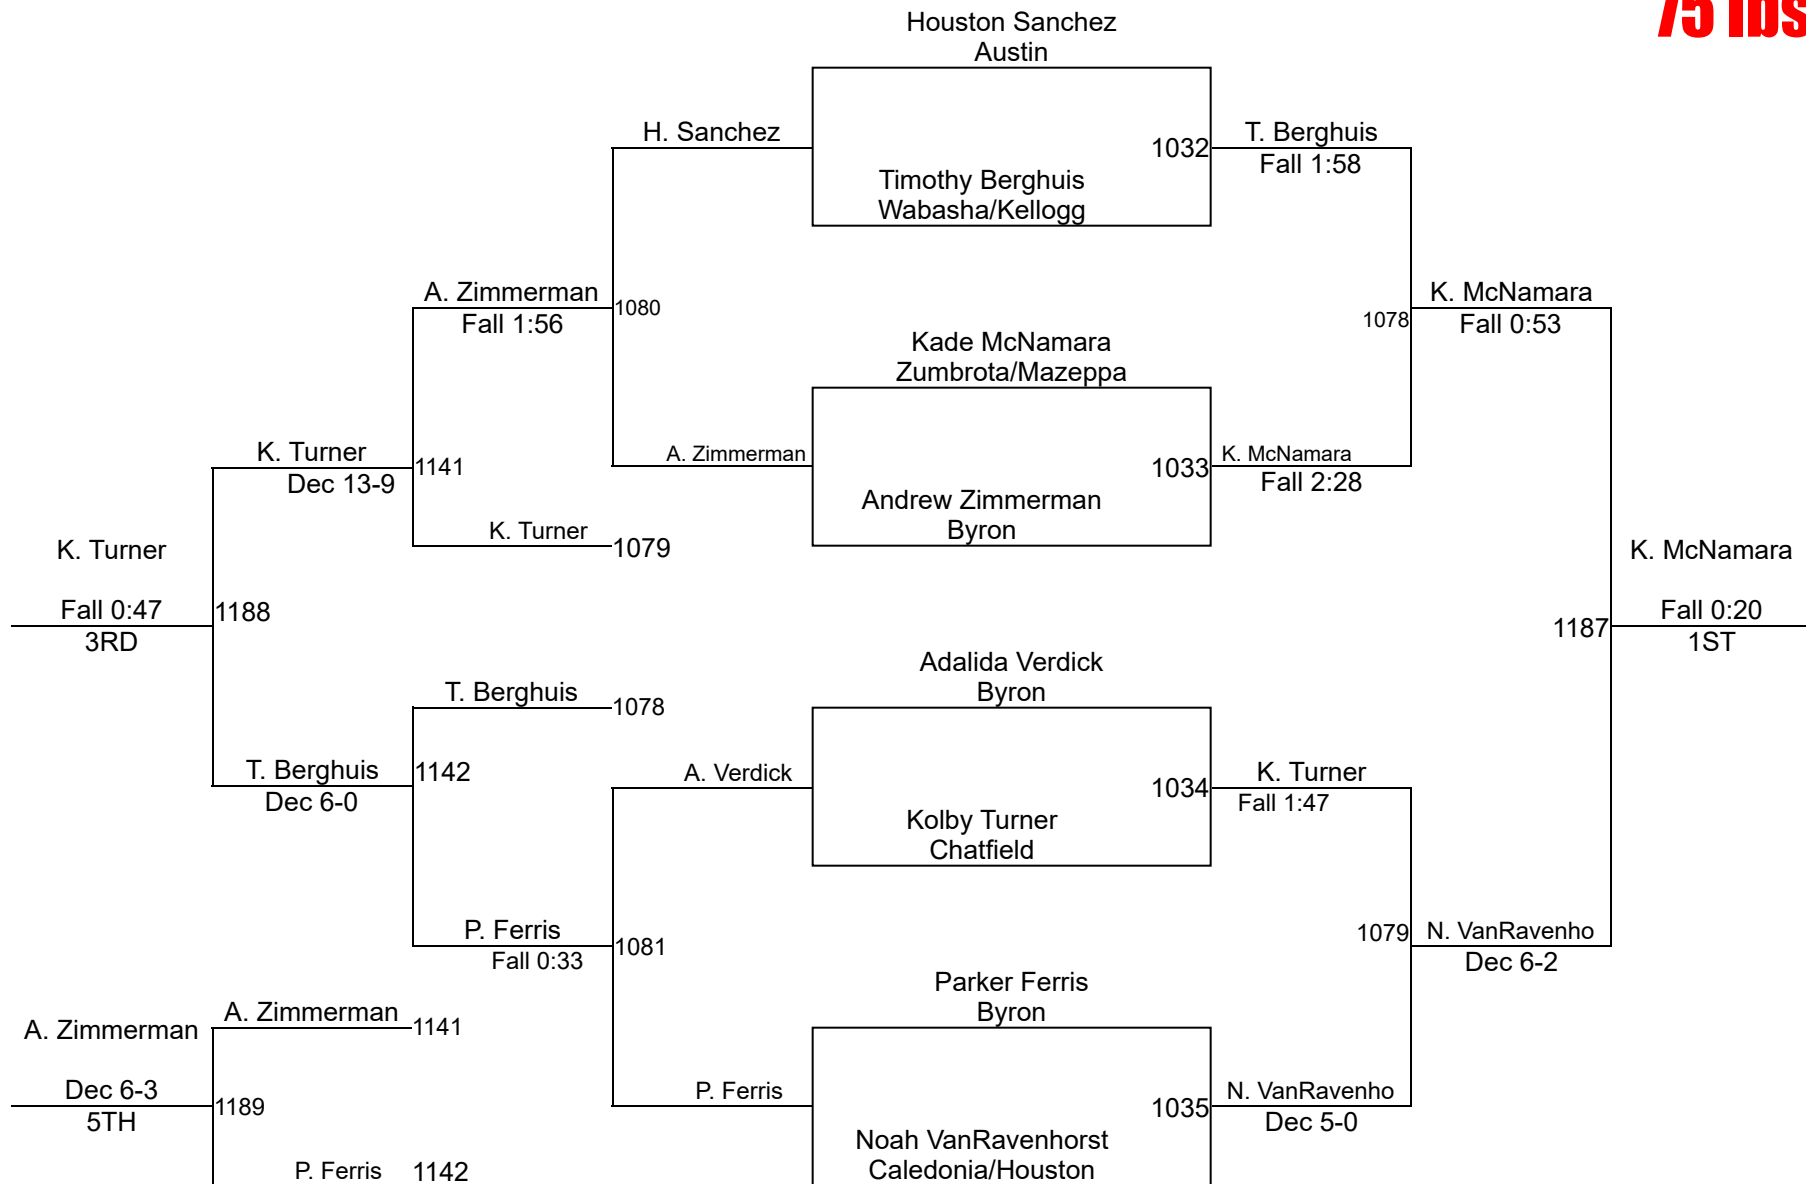 75 lbs
Houston Sanchez
Austin
H. Sanchez
1032
T. Berghuis
Fall 1:58
Timothy Berghuis
Wabasha/Kellogg
A. Zimmerman
Fall 1:56
1080
1078
K. McNamara
Fall 0:53
Kade McNamara
Zumbrota/Mazeppa
K. Turner
Dec 13-9
1141
A. Zimmerman
1033
K. McNamara
Fall 2:28
Andrew Zimmerman
Byron
K. Turner
1079
K. Turner
Fall 0:47
3RD
1188
K. McNamara
1187
Fall 0:20
1ST
Adalida Verdick
Byron
T. Berghuis
1078
T. Berghuis
Dec 6-0
1142
A. Verdick
1034
K. Turner
Fall 1:47
Kolby Turner
Chatfield
P. Ferris
Fall 0:33
1081
1079
N. VanRavenho
Dec 6-2
Parker Ferris
Byron
A. Zimmerman
A. Zimmerman
1141
Dec 6-3
5TH
1189
P. Ferris
1035
N. VanRavenho
Dec 5-0
Noah VanRavenhorst
Caledonia/Houston
P. Ferris
1142